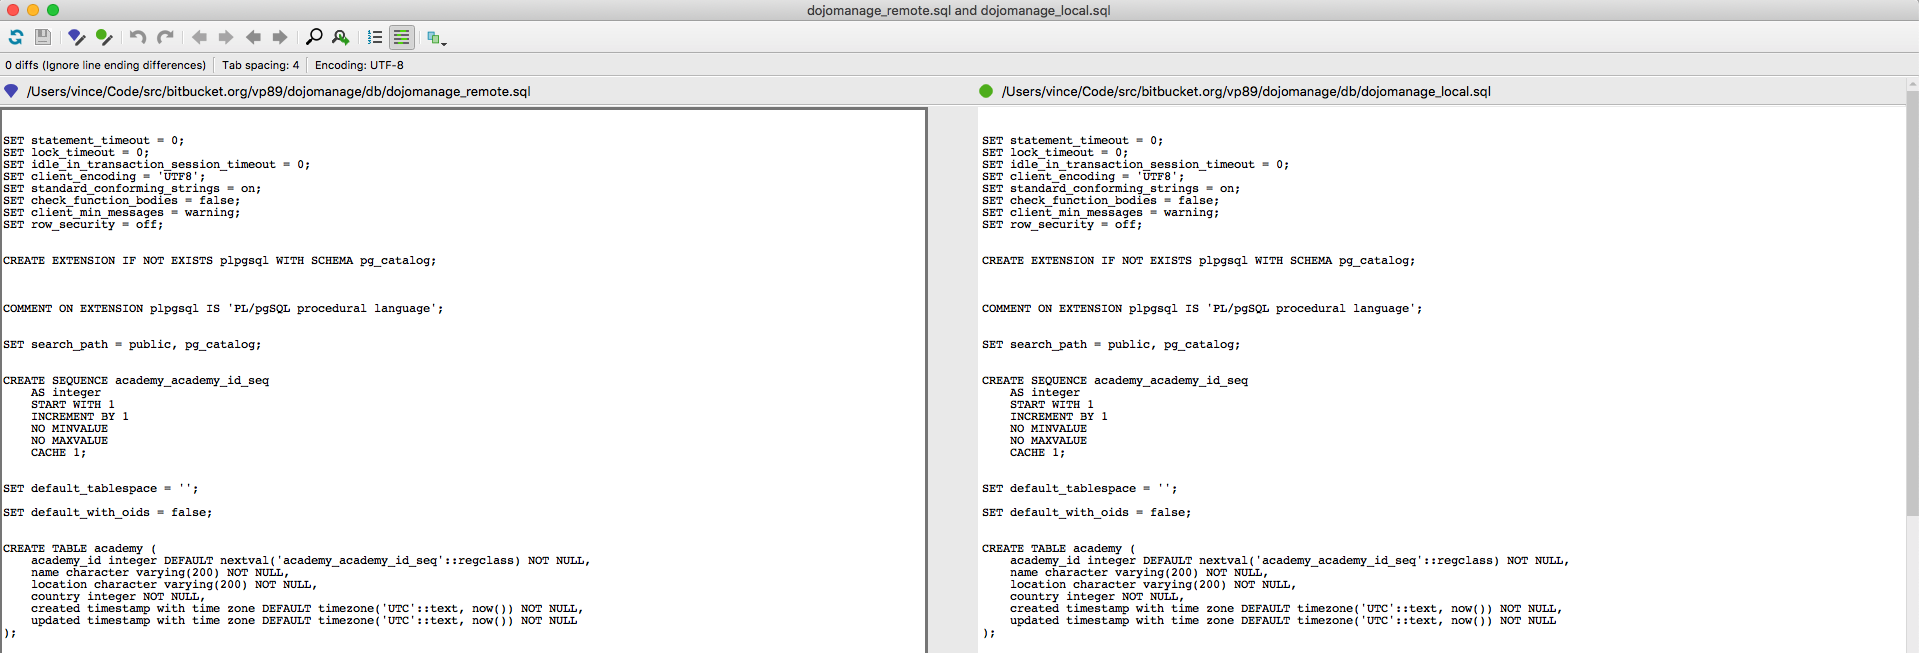 dojomanage_remote.sql and dojomanage_local.sql
0 diffs (Ignore line ending differences)
Tab spacing: 4
Encoding: UTF-8
/Users/vince/Code/src/bitbucket.org/vp89/dojomanage/db/dojomanage_remote.sql
SET statement_timeout = 0;
SET lock_timeout = 0;
SET idle_in_transaction_session_timeout = 0;
SET client_encoding = 'UTF8';
SET standard_conforming_strings = on;
SET check_function_bodies = false;
SET client_min_messages = warning;
SET row_security = off;
CREATE EXTENSION IF NOT EXISTS plpgsql WITH SCHEMA pg_catalog;
COMMENT ON EXTENSION plpgsql IS 'PL/pgSQL procedural language';
SET search_path = public, pg_catalog;
CREATE SEQUENCE academy_academy_id_seq
    AS integer
    START WITH 1
    INCREMENT BY 1
    NO MINVALUE
    NO MAXVALUE
    CACHE 1;
SET default_tablespace = '';
SET default_with_oids = false;
CREATE TABLE academy (
    academy_id integer DEFAULT nextval('academy_academy_id_seq'::regclass) NOT NULL,
    name character varying(200) NOT NULL,
    location character varying(200) NOT NULL,
    country integer NOT NULL,
    created timestamp with time zone DEFAULT timezone('UTC'::text, now()) NOT NULL,
    updated timestamp with time zone DEFAULT timezone('UTC'::text, now()) NOT NULL
);
/Users/vince/Code/src/bitbucket.org/vp89/dojomanage/db/dojomanage_local.sql
SET statement_timeout = 0;
SET lock_timeout = 0;
SET idle_in_transaction_session_timeout = 0;
SET client_encoding = 'UTF8';
SET standard_conforming_strings = on;
SET check_function_bodies = false;
SET client_min_messages = warning;
SET row_security = off;
CREATE EXTENSION IF NOT EXISTS plpgsql WITH SCHEMA pg_catalog;
COMMENT ON EXTENSION plpgsql IS 'PL/pgSQL procedural language';
SET search_path = public, pg_catalog;
CREATE SEQUENCE academy_academy_id_seq
    AS integer
    START WITH 1
    INCREMENT BY 1
    NO MINVALUE
    NO MAXVALUE
    CACHE 1;
SET default_tablespace = '';
SET default_with_oids = false;
CREATE TABLE academy (
    academy_id integer DEFAULT nextval('academy_academy_id_seq'::regclass) NOT NULL,
    name character varying(200) NOT NULL,
    location character varying(200) NOT NULL,
    country integer NOT NULL,
    created timestamp with time zone DEFAULT timezone('UTC'::text, now()) NOT NULL,
    updated timestamp with time zone DEFAULT timezone('UTC'::text, now()) NOT NULL
);